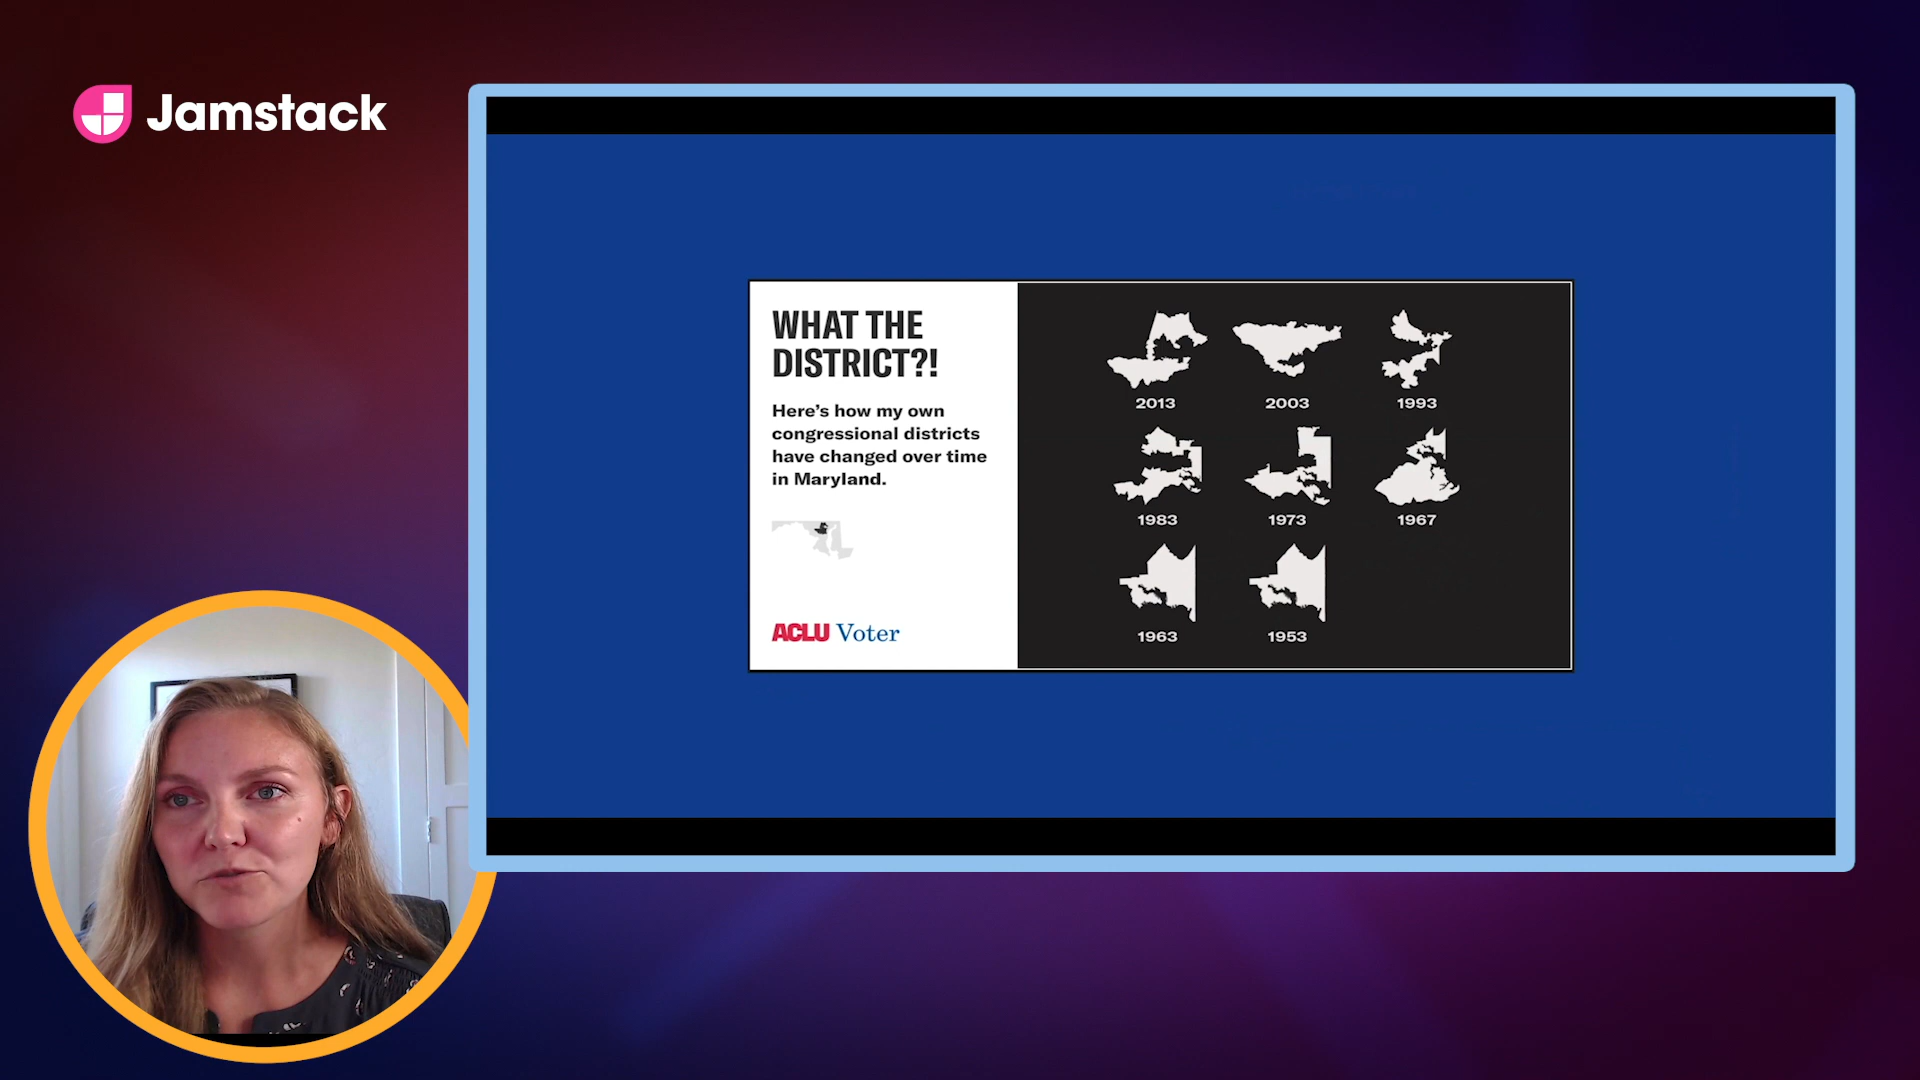 Jamstack
WHAT THE
DISTRICT?!
Here's how my own
congressional districts
have changed over time
in Maryland.
ACLU Voter
2013 2003 1993
1983 1973 1967
1963 1953